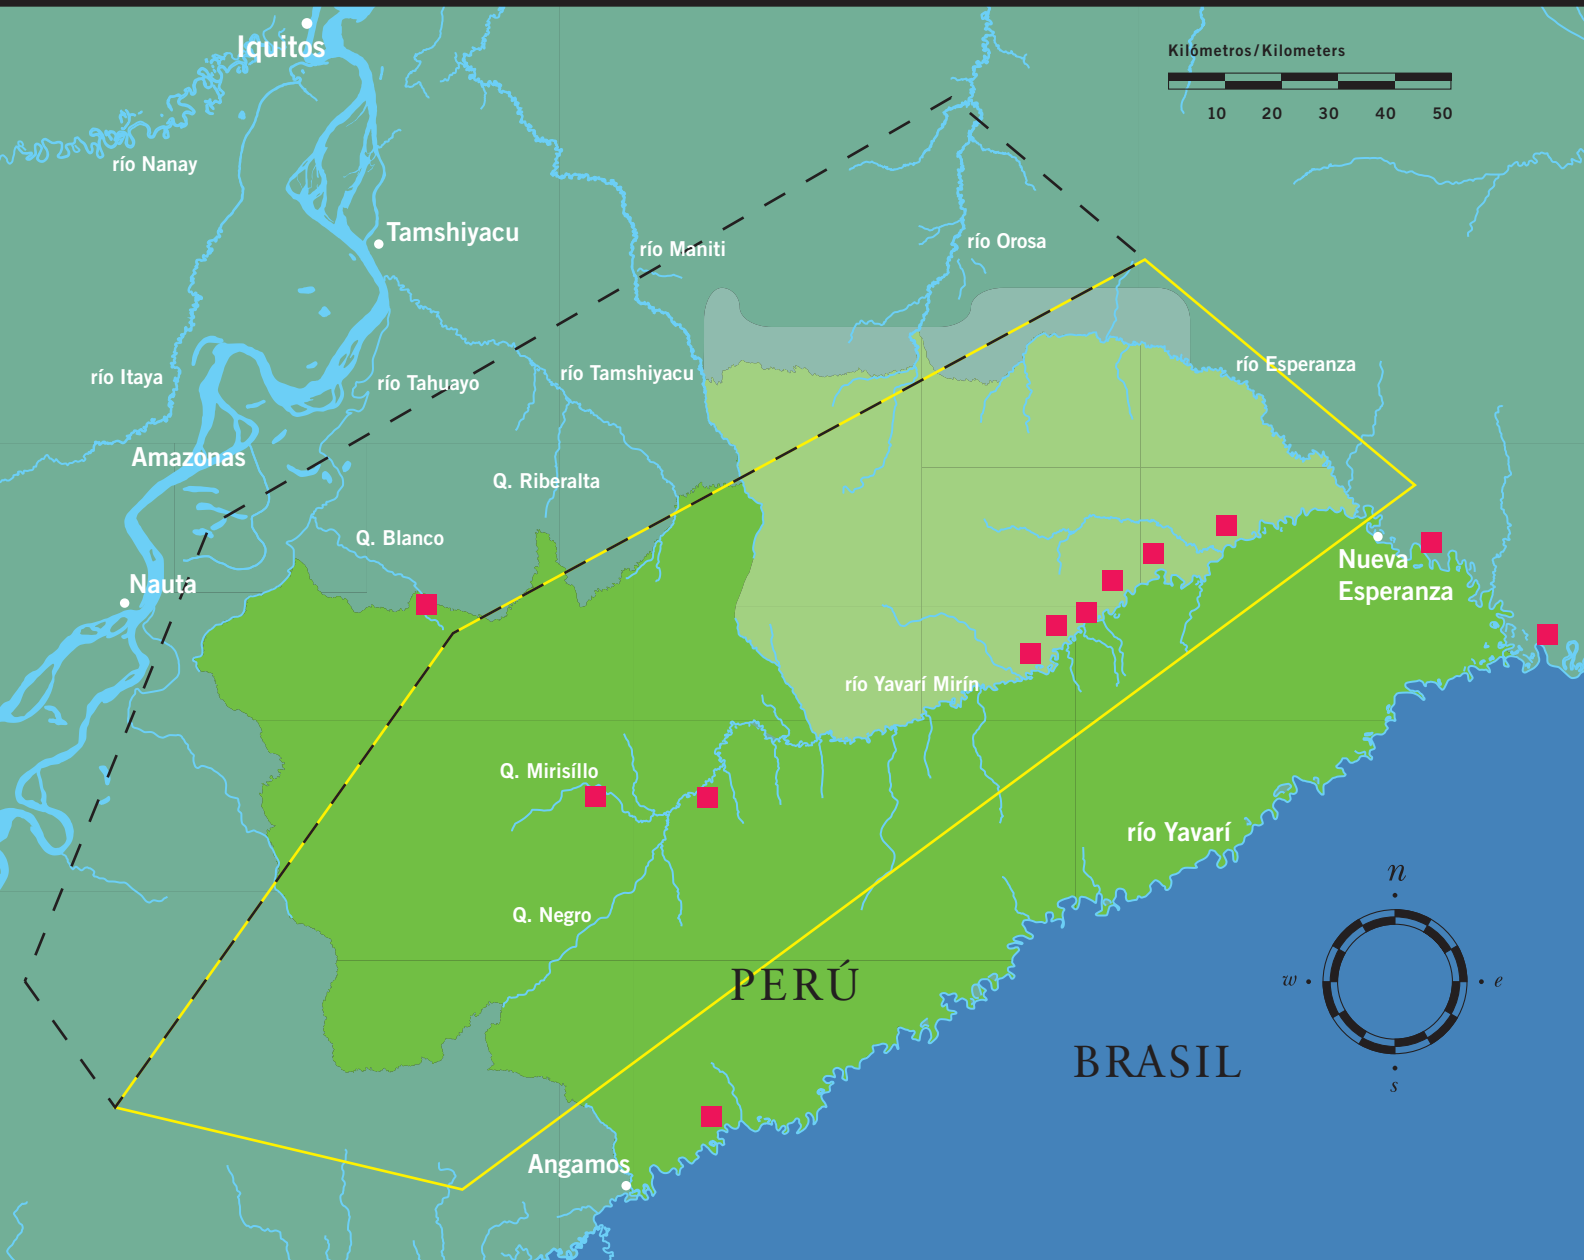 Iquitos
Kilómetros/Kilometers
10 20 30 40 50
río Nanay
Tamshiyacu
río Maniti
río Orosa
río Itaya
río Tahuayo
río Tamshiyacu
río Esperanza
Amazonas
Q. Riberalta
Q. Blanco
Nauta
Nueva
Esperanza
río Yavarí Mirín
Q. Mirisíllo
río Yavarí
Q. Negro
PERÚ
BRASIL
n
w
e
s
Angamos